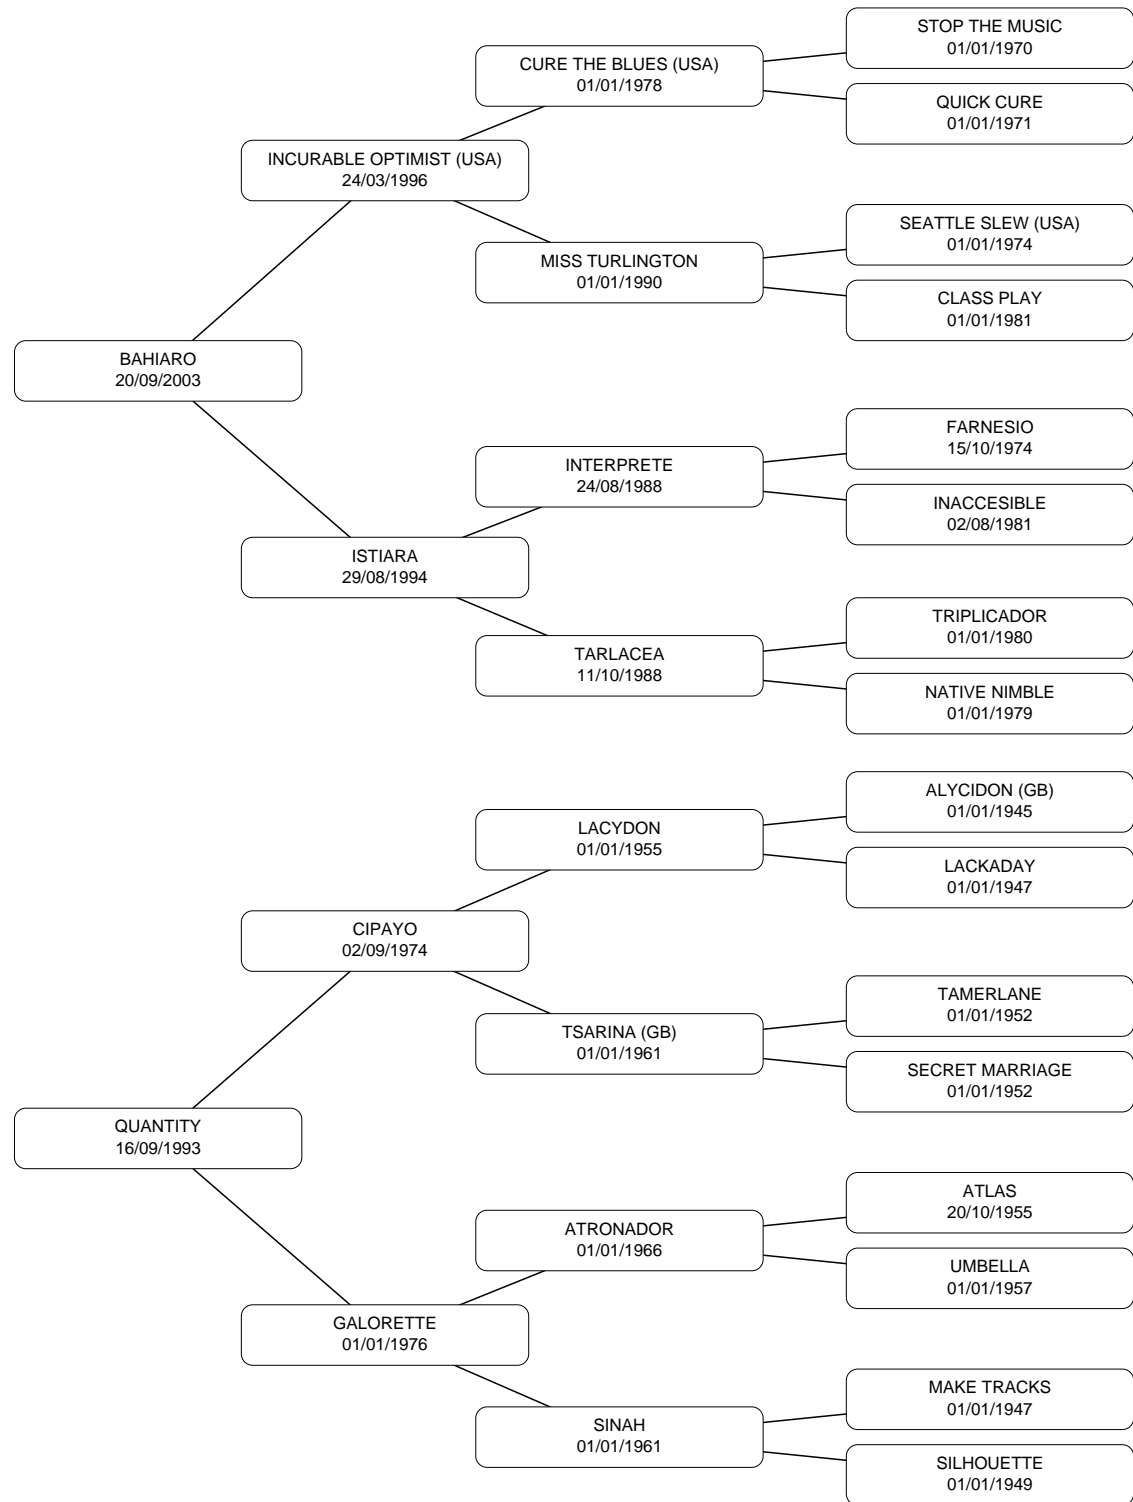 STOP THE MUSIC
01/01/1970
CURE THE BLUES (USA)
01/01/1978
QUICK CURE
01/01/1971
INCURABLE OPTIMIST (USA)
24/03/1996
SEATTLE SLEW (USA)
01/01/1974
MISS TURLINGTON
01/01/1990
CLASS PLAY
01/01/1981
BAHIARO
20/09/2003
FARNESIO
15/10/1974
INTERPRETE
24/08/1988
INACCESIBLE
02/08/1981
ISTIARA
29/08/1994
TRIPLICADOR
01/01/1980
TARLACEA
11/10/1988
NATIVE NIMBLE
01/01/1979
ALYCIDON (GB)
01/01/1945
LACYDON
01/01/1955
LACKADAY
01/01/1947
CIPAYO
02/09/1974
TAMERLANE
01/01/1952
TSARINA (GB)
01/01/1961
SECRET MARRIAGE
01/01/1952
QUANTITY
16/09/1993
ATLAS
20/10/1955
ATRONADOR
01/01/1966
UMBELLA
01/01/1957
GALORETTE
01/01/1976
MAKE TRACKS
01/01/1947
SINAH
01/01/1961
SILHOUETTE
01/01/1949